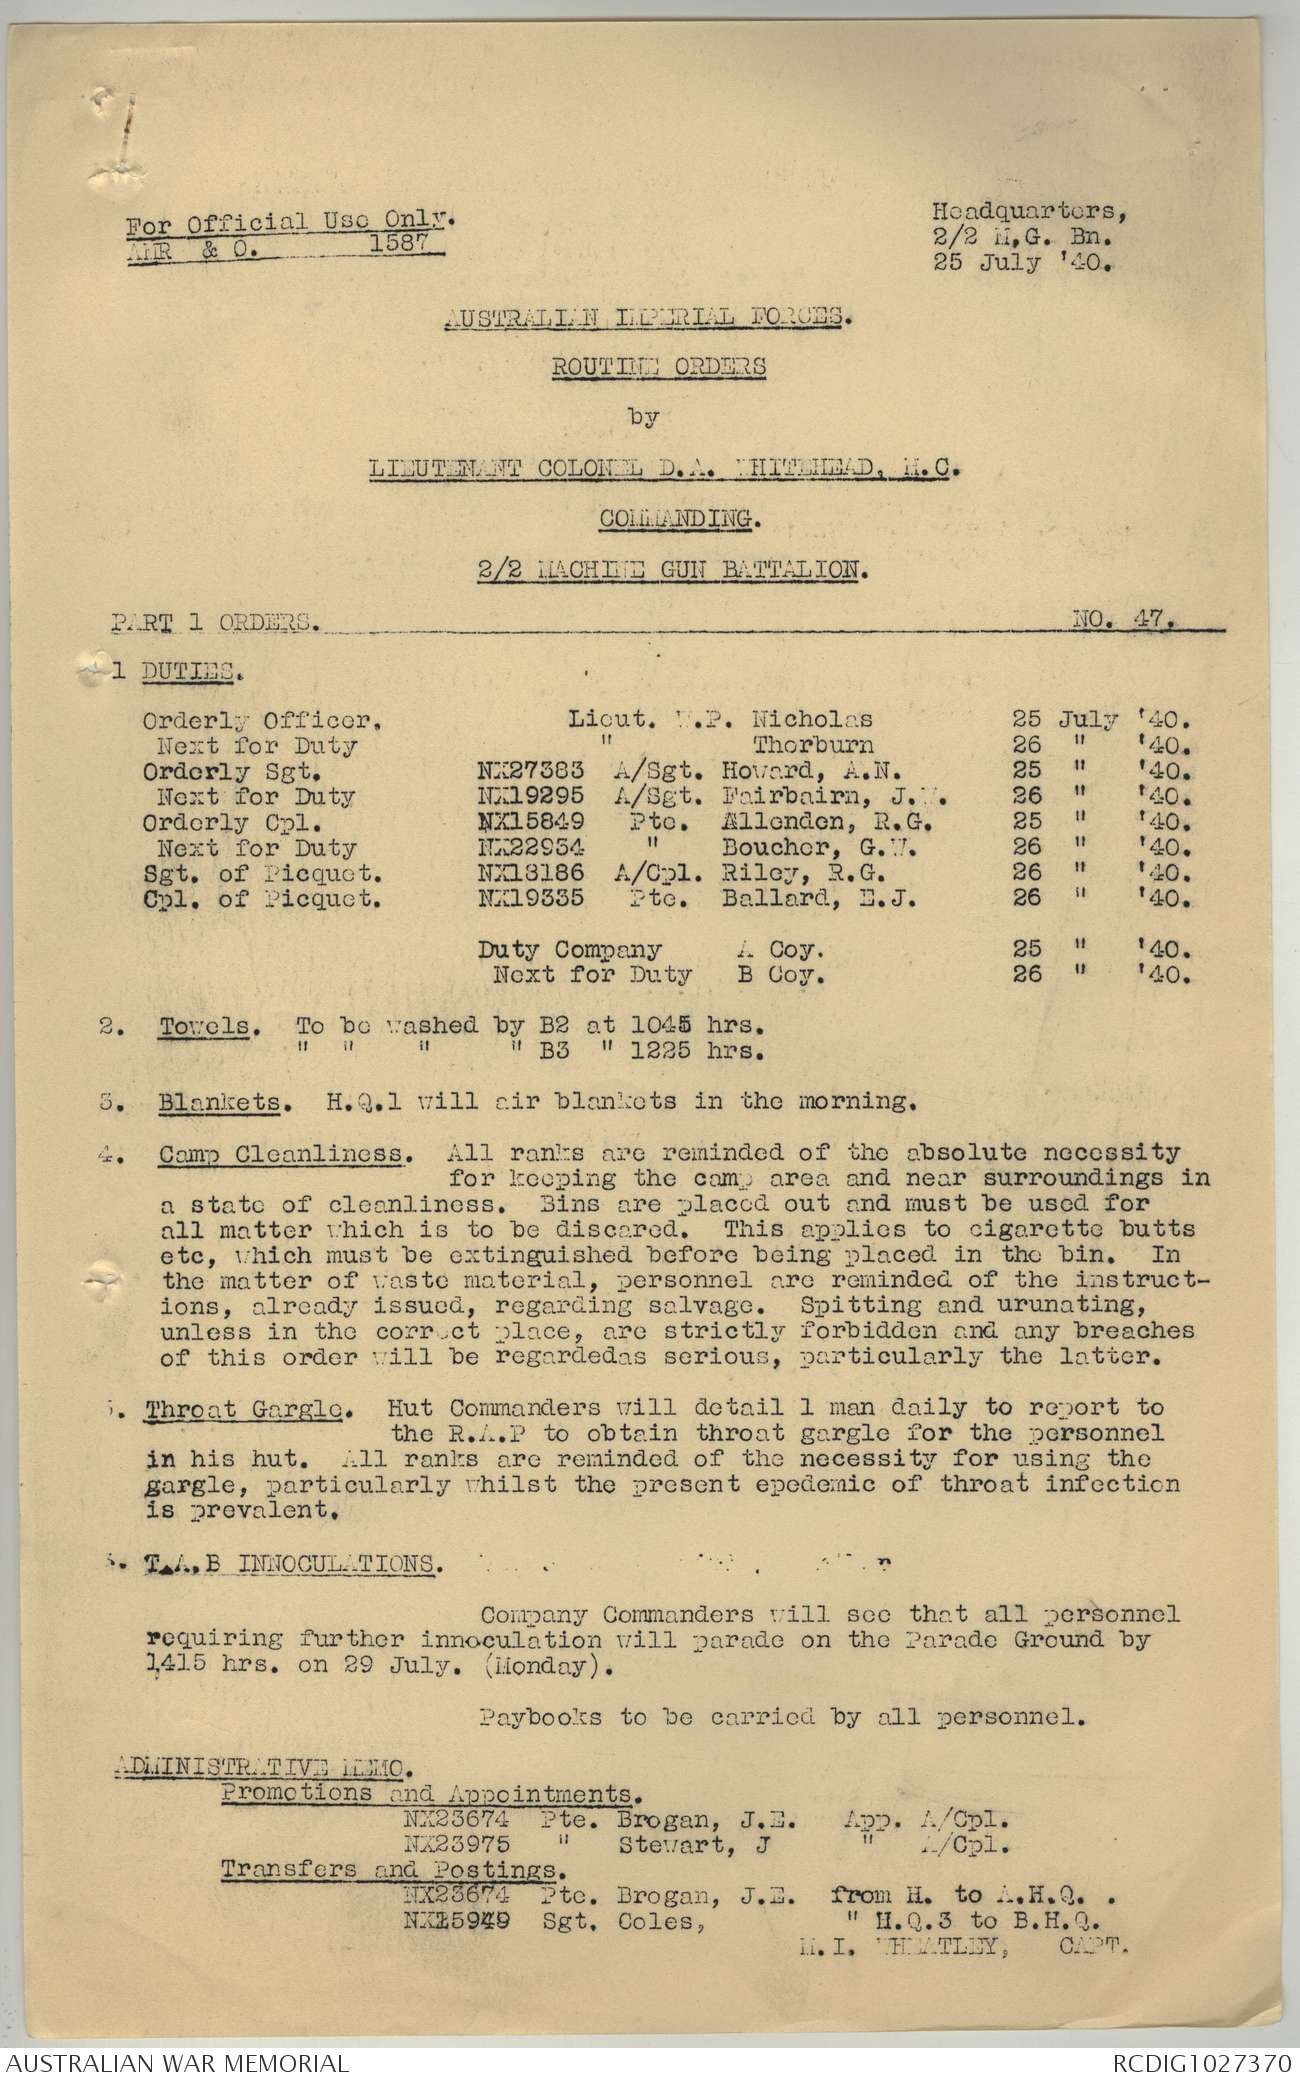 For Official Use Only.
AMR & O. 1587
Headquarters,
2/2 M.G. Bn.
25 July '40.
AUSTRALIAN IMPERIAL FORCES.
ROUTINE ORDERS
by
LIEUTENANT COLONEL D.A. WHITEHEAD, M.C.
COMMANDING.
2/2 MACHINE GUN BATTALION.
PART 1 ORDERS. NO. 47.
1 DUTIES.
Orderly Officer. Lieut. W.P. Nicholas 25 July '40.
Next for Duty " Thorburn 26 " '40.
Orderly Sgt. NX27383 A/Sgt. Howard, A.N. 25 " '40.
Next for Duty NX19295 A/Sgt. Fairbairn, J. 26 " '40.
Orderly Cpl. NX15849 Pte. Allenden, R.G. 25 " '40.
Next for Duty NX22954 " Boucher, G.W. 26 " '40.
Sgt. of Picquet. NX13186 A/Cpl. Riley, R.G. 26 " '40.
Cpl. of Picquet. NX19335 Pte. Ballard, E.J. 26 " '40.
Duty Company A Coy. 25 " '40.
Next for Duty B Coy. 26 " '40.
2. Towels. To be washed by B2 at 1045 hrs.
" " " " B3 " 1225 hrs.
3. Blankets. H.Q.1 will air blankets in the morning.
4. Camp Cleanliness. All ranks are reminded of the absolute necessity
for keeping the camp area and near surroundings in
a state of cleanliness. Bins are placed out and must be used for
all matter which is to be discared. This applies to cigarette butts
etc, which must be extinguished before being placed in the bin. In
the matter of waste material, personnel are reminded of the instruct-
ions, already issued, regarding salvage. Spitting and urunating,
unless in the correct place, are strictly forbidden and any breaches
of this order will be regardedas serious, particularly the latter.
5. Throat Gargle. Hut Commanders will detail 1 man daily to report to
the R.A.P to obtain throat gargle for the personnel
in his hut. All ranks are reminded of the necessity for using the
gargle, particularly whilst the present epedemic of throat infection
is prevalent.
6. T.A.B INNOCULATIONS.
Company Commanders will see that all personnel
requiring further innoculation will parade on the Parade Ground by
1415 hrs. on 29 July. (Monday).
Paybooks to be carried by all personnel.
ADMINISTRATIVE MEMO.
Promotions and Appointments.
NX23674 Pte. Brogan, J.E. App. A/Cpl.
NX23975 " Stewart, J " A/Cpl.
Transfers and Postings.
NX23674 Pte. Brogan, J.E. from H. to A.H.Q. .
NX15949 Sgt. Coles, " H.Q.3 to B.H.Q.
M.I. WHEATLEY, CAPT.
AUSTRALIAN WAR MEMORIAL
RCDIG1027370